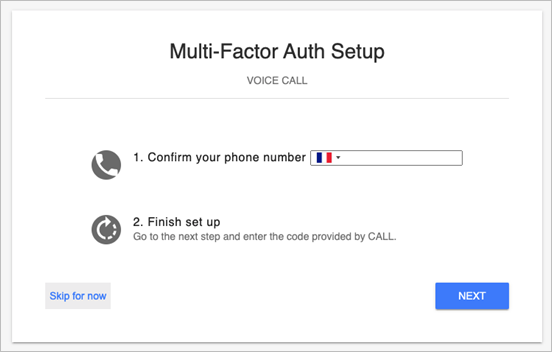 Multi-Factor Auth Setup
VOICE CALL
1. Confirm your phone number
2. Finish set up
Go to the next step and enter the code provided by CALL.
Skip for now
NEXT